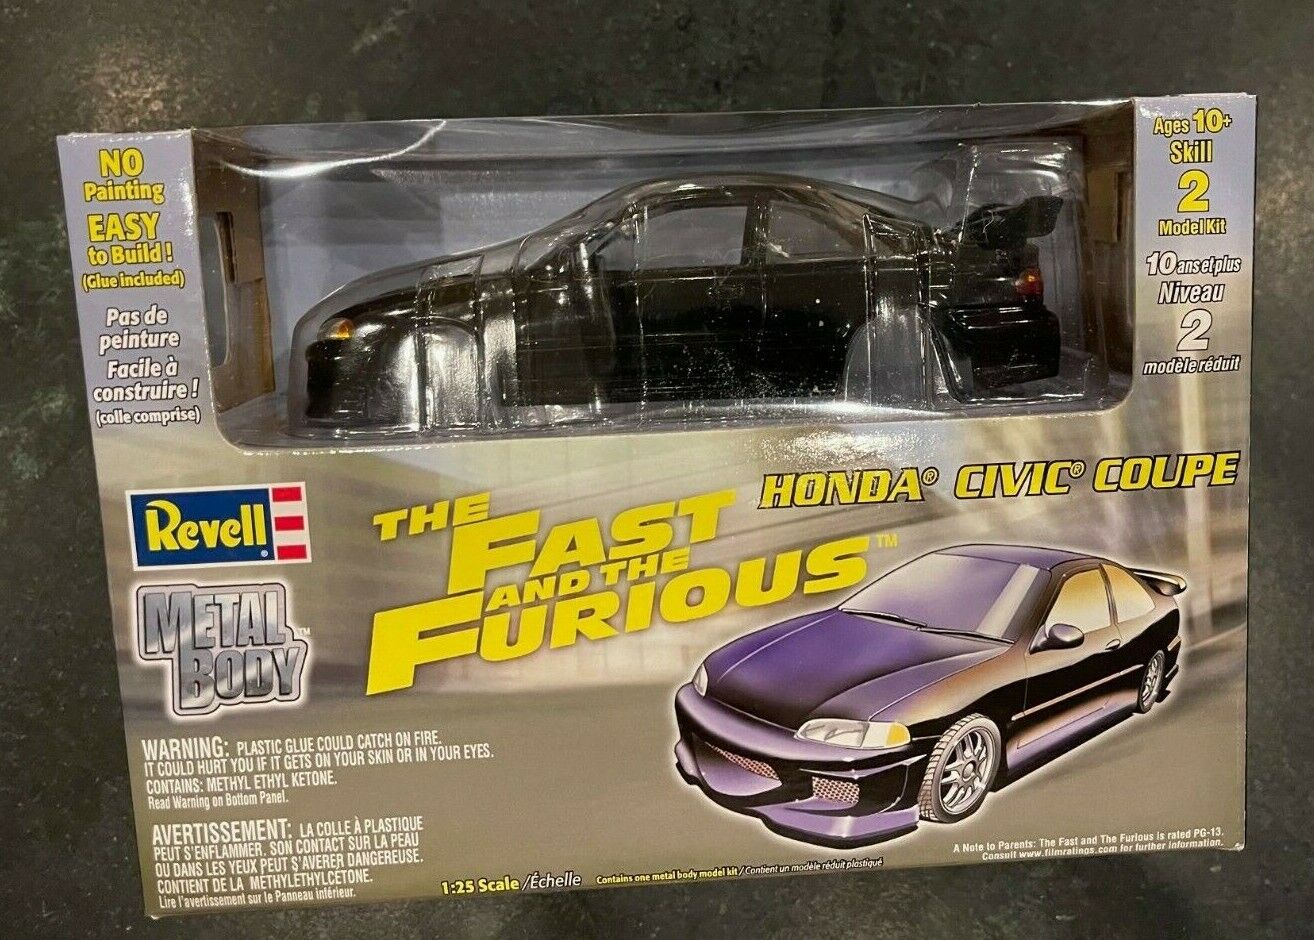 NO
Painting
EASY
to Build!
(Glue included)
Pas de
peinture
Facile à
construire!
(colle comprise)
Ages 10+
Skill
2
Model Kit
10 ans et plus
Niveau
2
modèle réduit
Revell®
METAL
BODY™
THE
FAST
AND THE
FURIOUS™
HONDA® CIVIC® COUPE
WARNING: PLASTIC GLUE COULD CATCH ON FIRE.
IT COULD HURT YOU IF IT GETS ON YOUR SKIN OR IN YOUR EYES.
CONTAINS: METHYL ETHYL KETONE.
Read Warning on Bottom Panel.
AVERTISSEMENT: LA COLLE À PLASTIQUE
PEUT S'ENFLAMMER. SON CONTACT SUR LA PEAU
OU DANS LES YEUX PEUT S'AVERER DANGEREUSE.
CONTIENT DE LA METHYLETHYLCETONE.
Lire l'avertissement sur le Panneau intérieur.
1:25 Scale/Échelle
Contains one metal body model kit/Contient un modèle réduit plastique
A Note to Parents: The Fast and The Furious is rated PG-13.
Consult www.filmratings.com for further information.